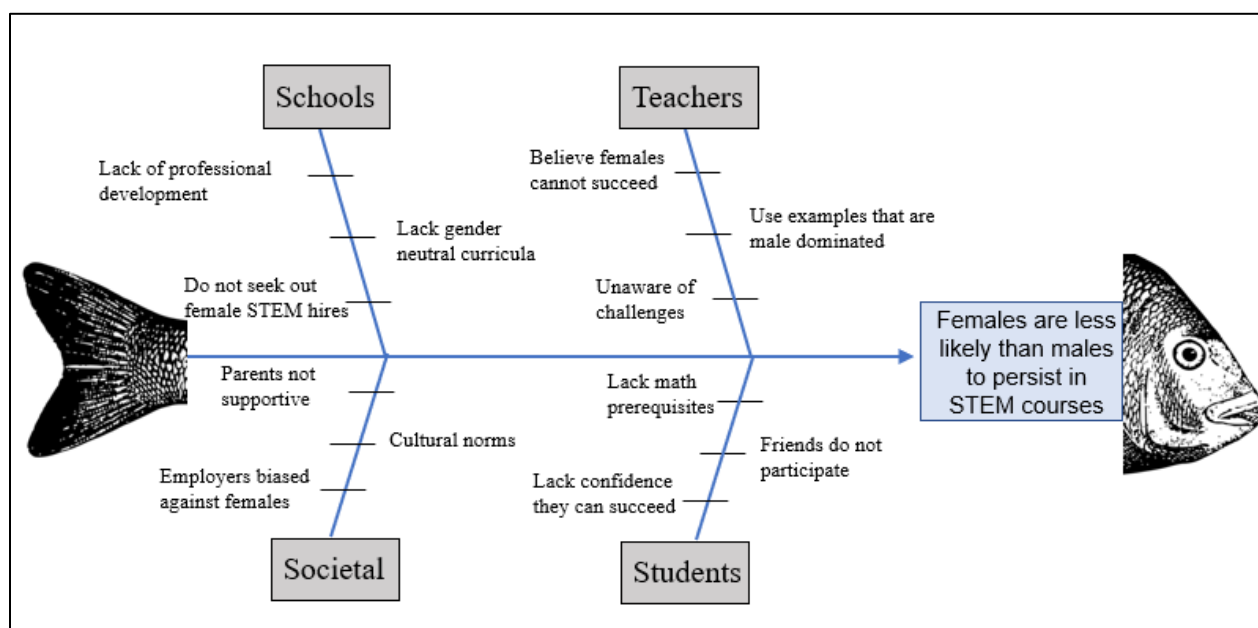 Schools
Teachers
Lack of professional
development
Lack gender
neutral curricula
Do not seek out
female STEM hires
Believe females
cannot succeed
Use examples that are
male dominated
Unaware of
challenges
Females are less
likely than males
to persist in
STEM courses
Parents not
supportive
Cultural norms
Employers biased
against females
Lack math
prerequisites
Friends do not
participate
Lack confidence
they can succeed
Societal
Students